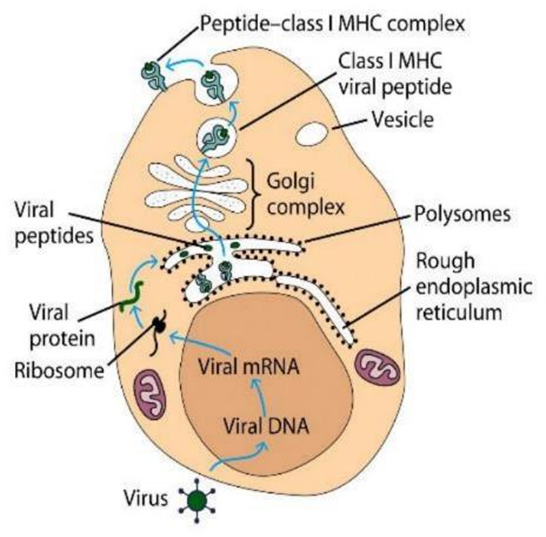 Peptide–class I MHC complex
Class I MHC
viral peptide
Vesicle
Golgi
complex
Viral
peptides
Polysomes
Rough
endoplasmic
reticulum
Viral
protein
Ribosome
Viral mRNA
Viral DNA
Virus